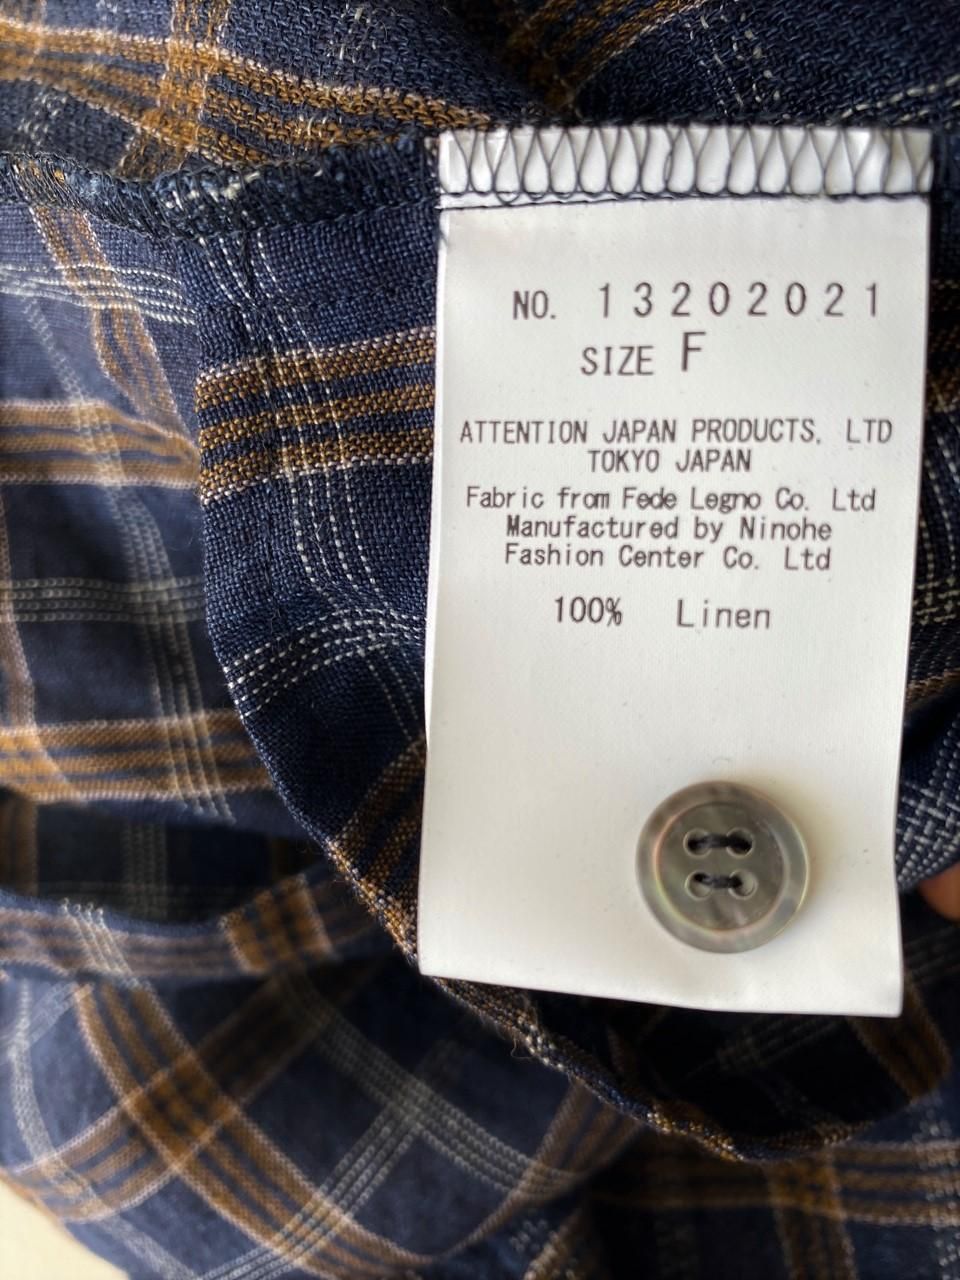 NO. 13202021
SIZE F
ATTENTION JAPAN PRODUCTS, LTD
TOKYO JAPAN
Fabric from Fede Legno Co. Ltd
Manufactured by Ninohe
Fashion Center Co. Ltd
100% Linen